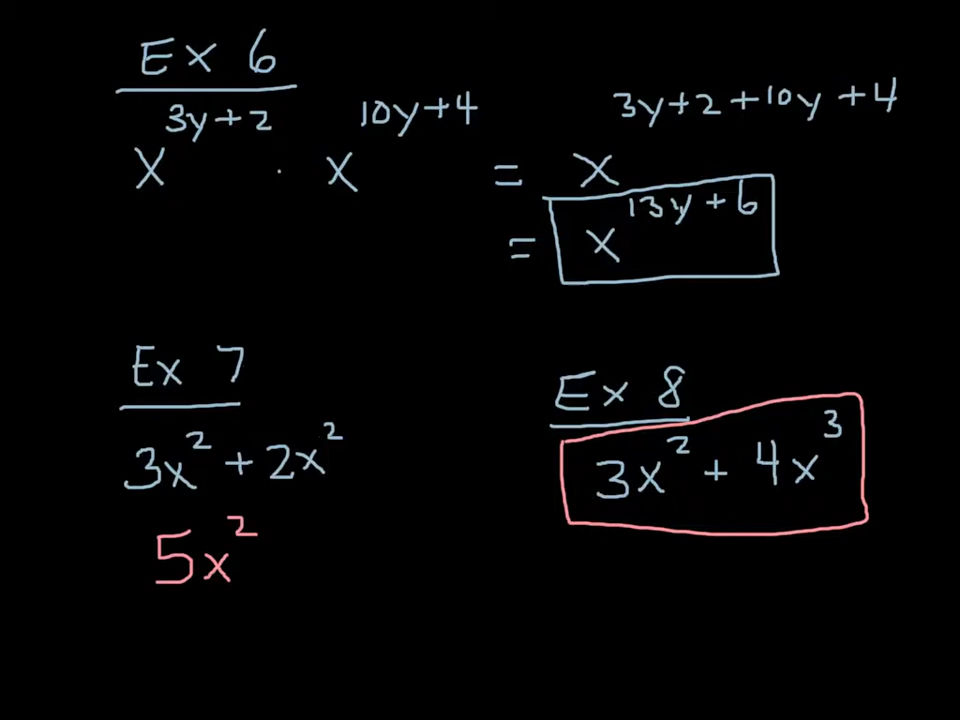 Ex 6
x^{3y+2} · x^{10y+4} = x^{3y+2+10y+4}
= x^{13y+6}
Ex 7
3x² + 2x²
5x²
Ex 8
3x² + 4x³